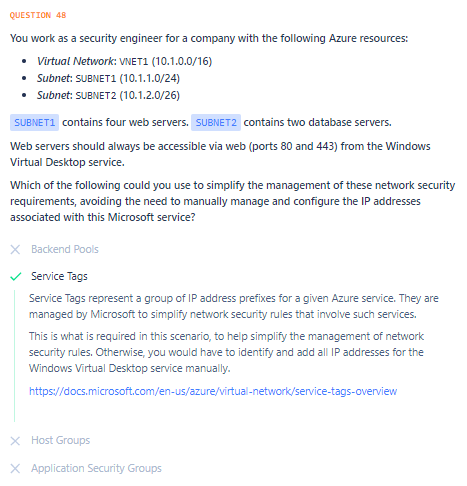 QUESTION 48
You work as a security engineer for a company with the following Azure resources:
• Virtual Network: VNET1 (10.1.0.0/16)
• Subnet: SUBNET1 (10.1.1.0/24)
• Subnet: SUBNET2 (10.1.2.0/26)
SUBNET1 contains four web servers. SUBNET2 contains two database servers.
Web servers should always be accessible via web (ports 80 and 443) from the Windows
Virtual Desktop service.
Which of the following could you use to simplify the management of these network security
requirements, avoiding the need to manually manage and configure the IP addresses
associated with this Microsoft service?
Backend Pools
Service Tags
Service Tags represent a group of IP address prefixes for a given Azure service. They are
managed by Microsoft to simplify network security rules that involve such services.
This is what is required in this scenario, to help simplify the management of network
security rules. Otherwise, you would have to identify and add all IP addresses for the
Windows Virtual Desktop service manually.
https://docs.microsoft.com/en-us/azure/virtual-network/service-tags-overview
Host Groups
Application Security Groups